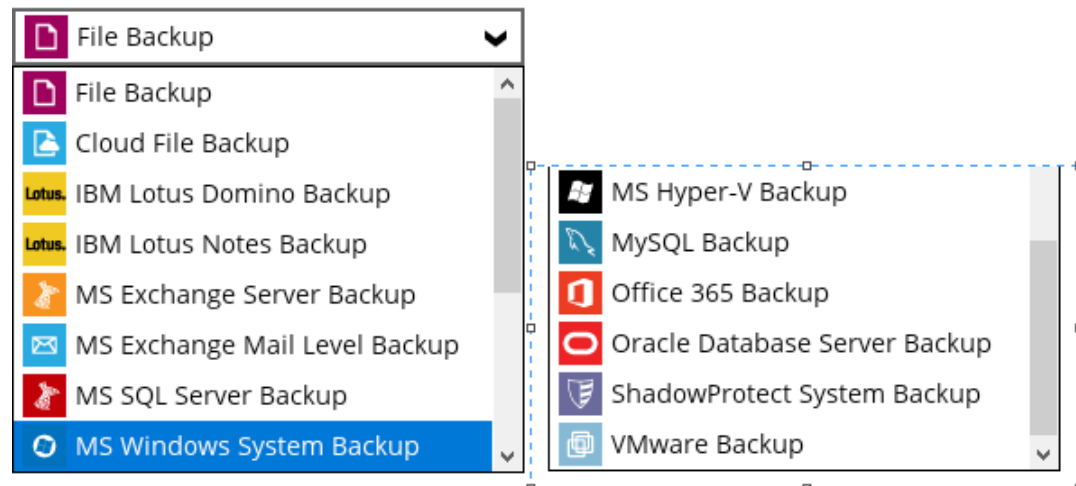 File Backup
File Backup
Cloud File Backup
Lotus. IBM Lotus Domino Backup
Lotus. IBM Lotus Notes Backup
MS Exchange Server Backup
MS Exchange Mail Level Backup
MS SQL Server Backup
MS Windows System Backup
MS Hyper-V Backup
MySQL Backup
Office 365 Backup
Oracle Database Server Backup
ShadowProtect System Backup
VMware Backup